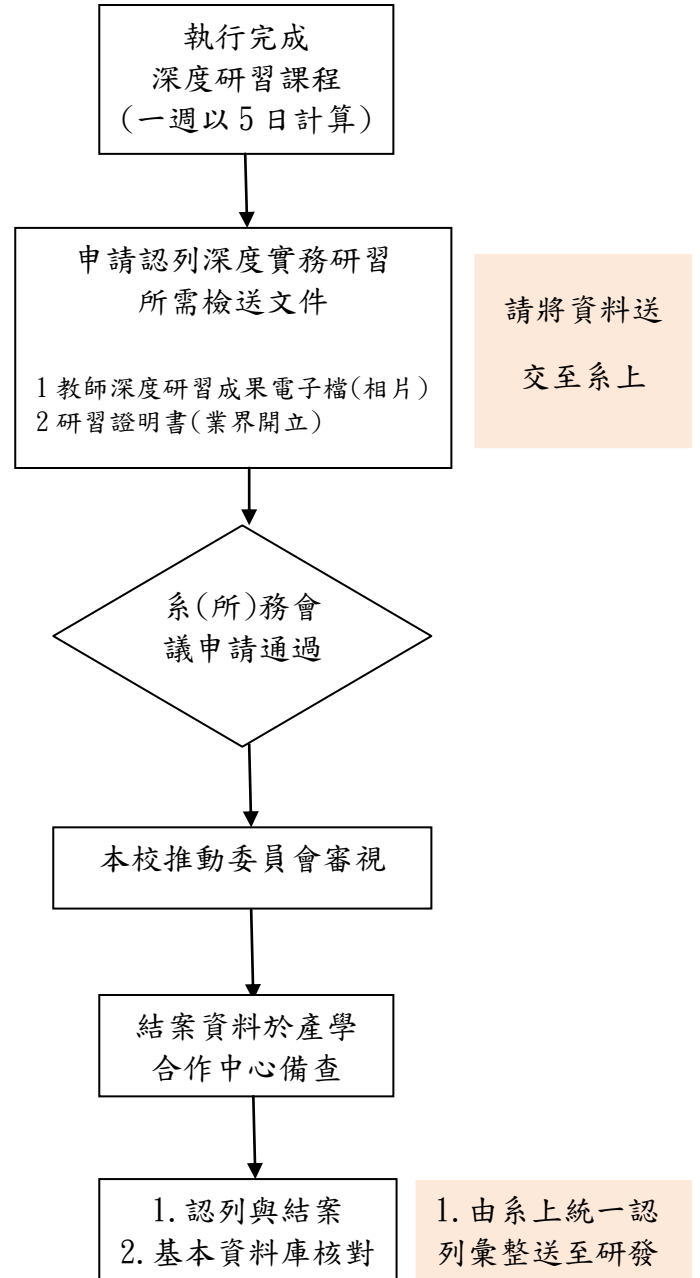 執行完成
深度研習課程
(一週以5日計算)
申請認列深度實務研習
所需檢送文件
1 教師深度研習成果電子檔(相片)
2 研習證明書(業界開立)
請將資料送
交至系上
系(所)務會
議申請通過
本校推動委員會審視
結案資料於產學
合作中心備查
1. 認列與結案
2. 基本資料庫核對
1. 由系上統一認
列彙整送至研發